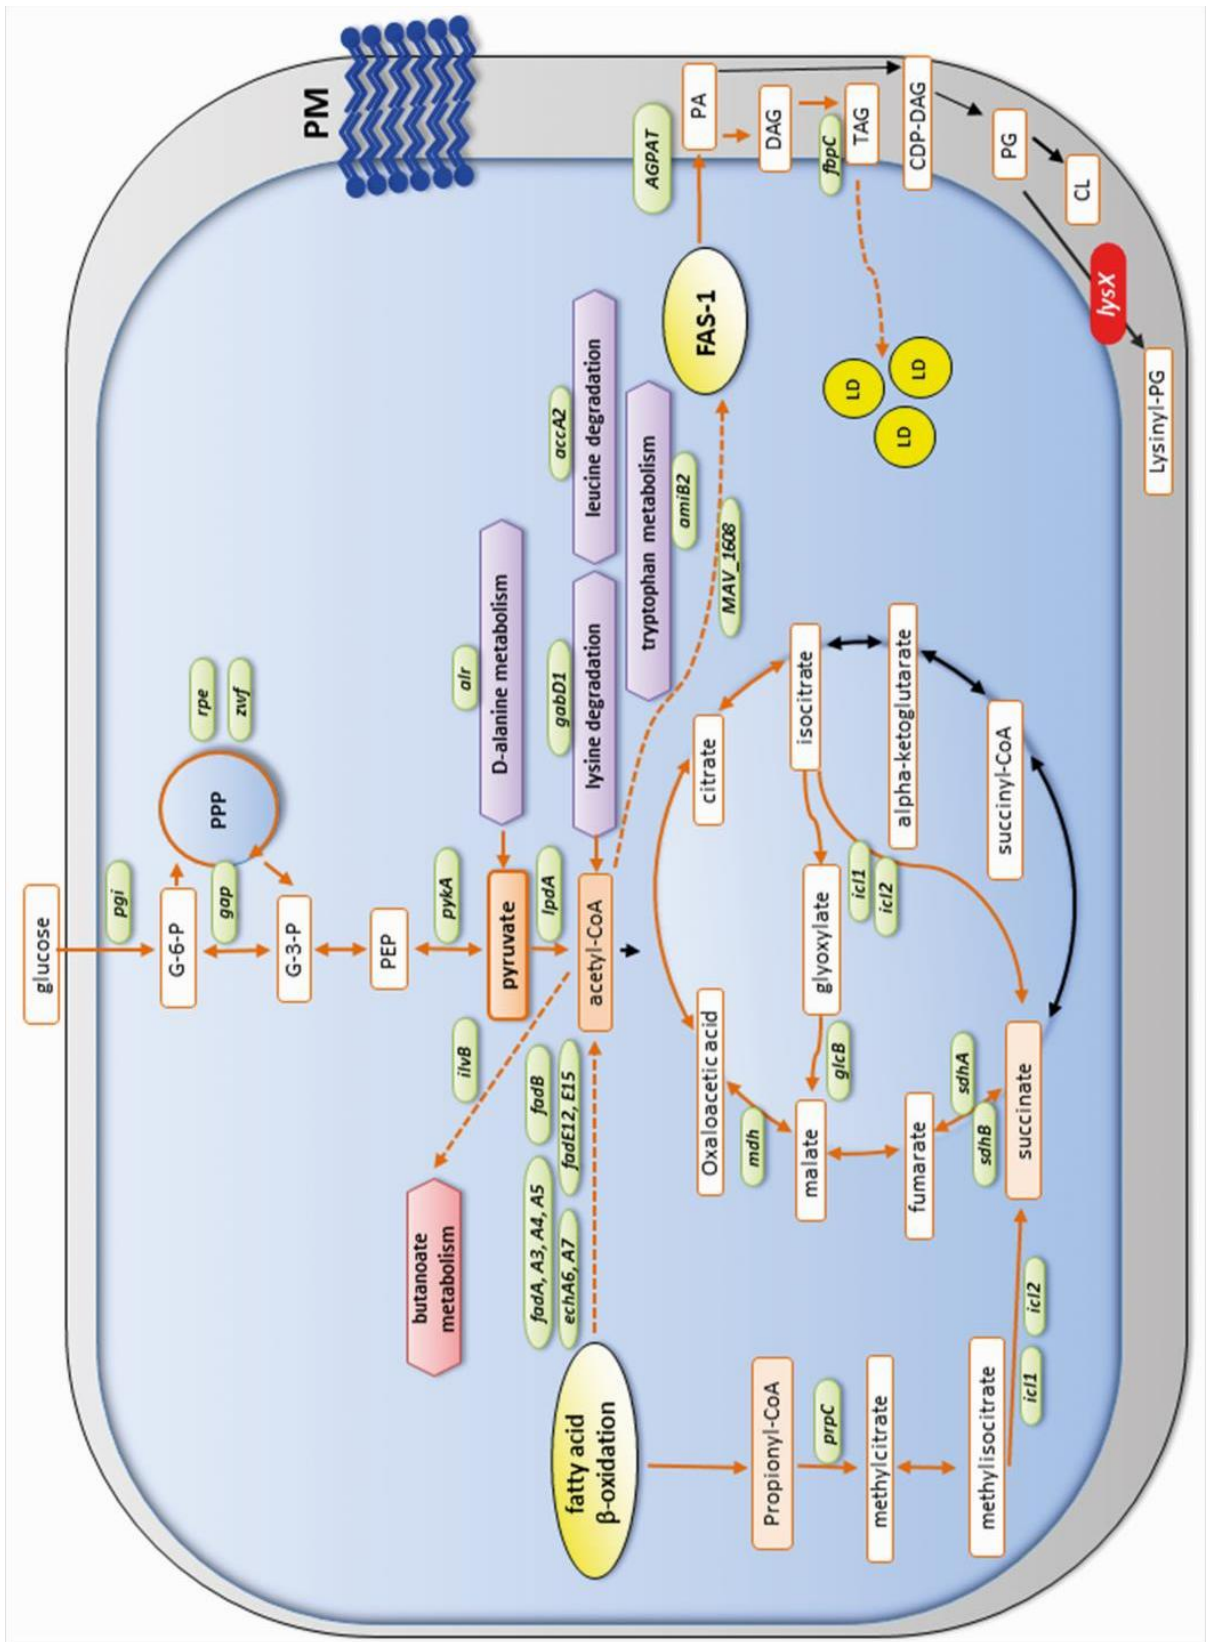 glucose
PM
pgi
G-6-P
PPP
rpe
zwf
gap
G-3-P
PEP
pykA
ilvB
pyruvate
alr
D-alanine metabolism
lpdA
acetyl-CoA
gabD1
lysine degradation
accA2
leucine degradation
tryptophan metabolism
amiB2
MAV_1608
butanoate
metabolism
fadA, A3, A4, A5
fadB
echA6, A7
fadE12, E15
fatty acid
β-oxidation
Propionyl-CoA
prpC
methylcitrate
methylisocitrate
icl1
icl2
Oxaloacetic acid
citrate
mdh
malate
glcB
glyoxylate
isocitrate
icl1
icl2
alpha-ketoglutarate
fumarate
sdhA
sdhB
succinate
succinyl-CoA
FAS-1
AGPAT
PA
DAG
fbpC
TAG
CDP-DAG
PG
CL
lysX
Lysinyl-PG
LD
LD
LD